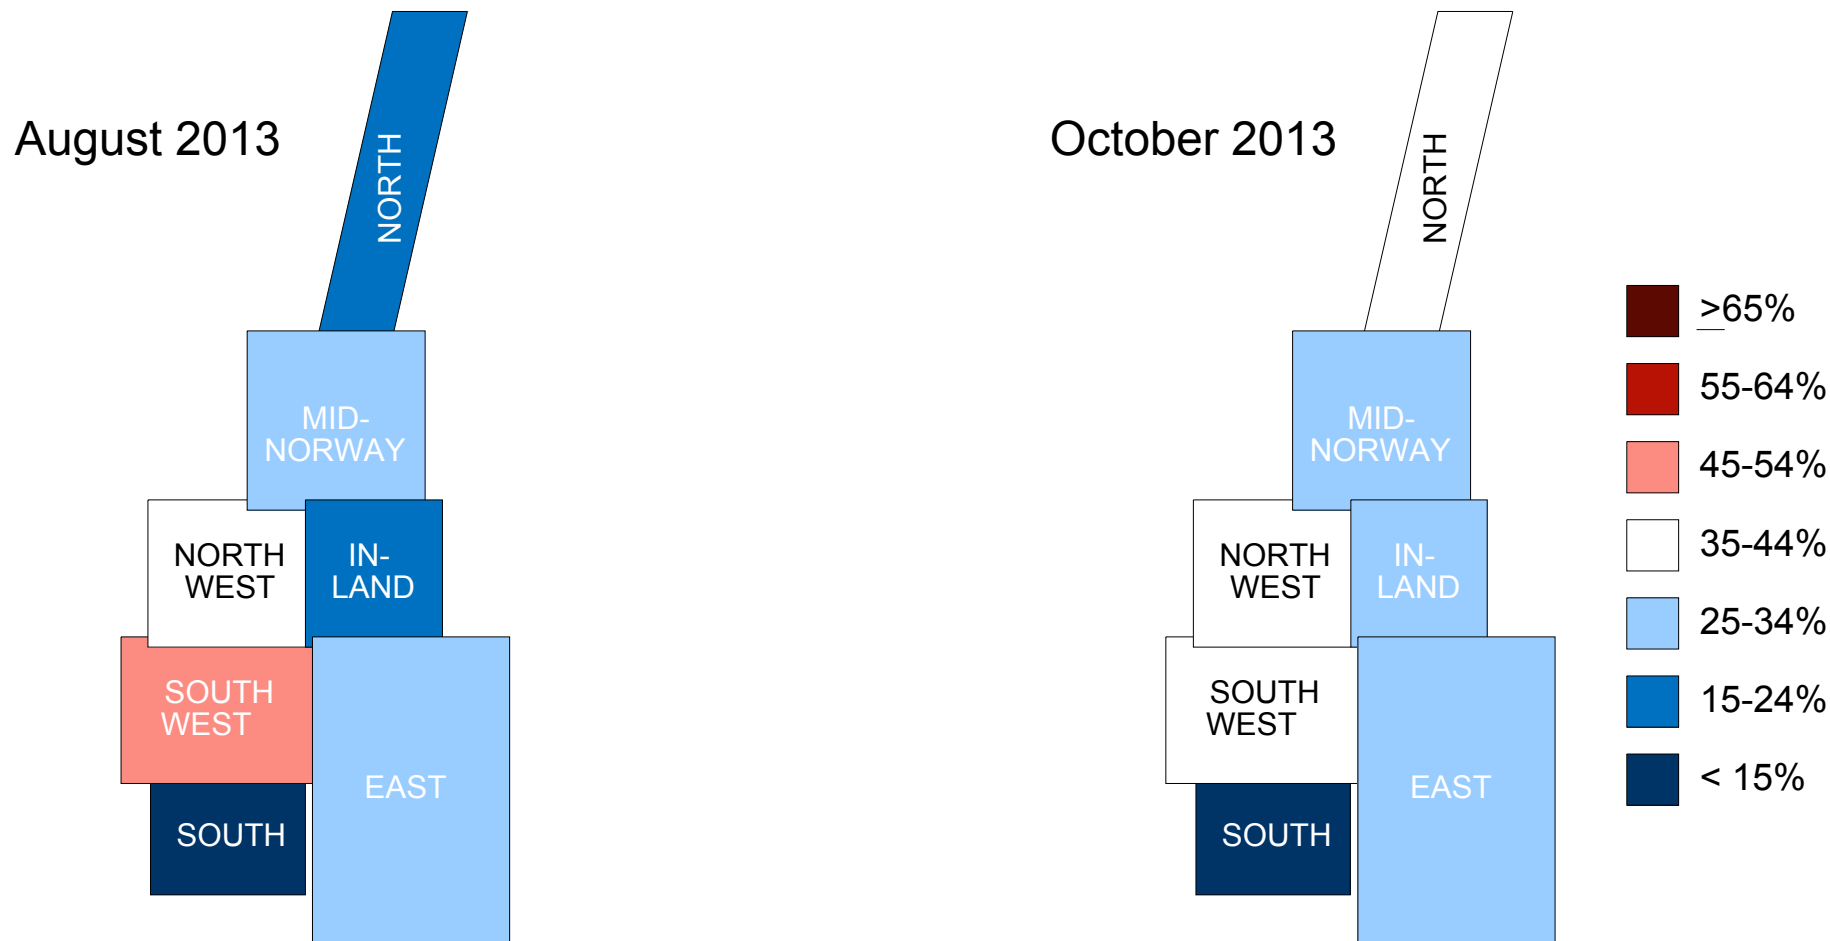 August 2013
NORTH
MID-
NORWAY
NORTH
WEST
IN-
LAND
SOUTH
WEST
EAST
SOUTH
October 2013
NORTH
MID-
NORWAY
NORTH
WEST
IN-
LAND
SOUTH
WEST
EAST
SOUTH
≥65%
55-64%
45-54%
35-44%
25-34%
15-24%
< 15%